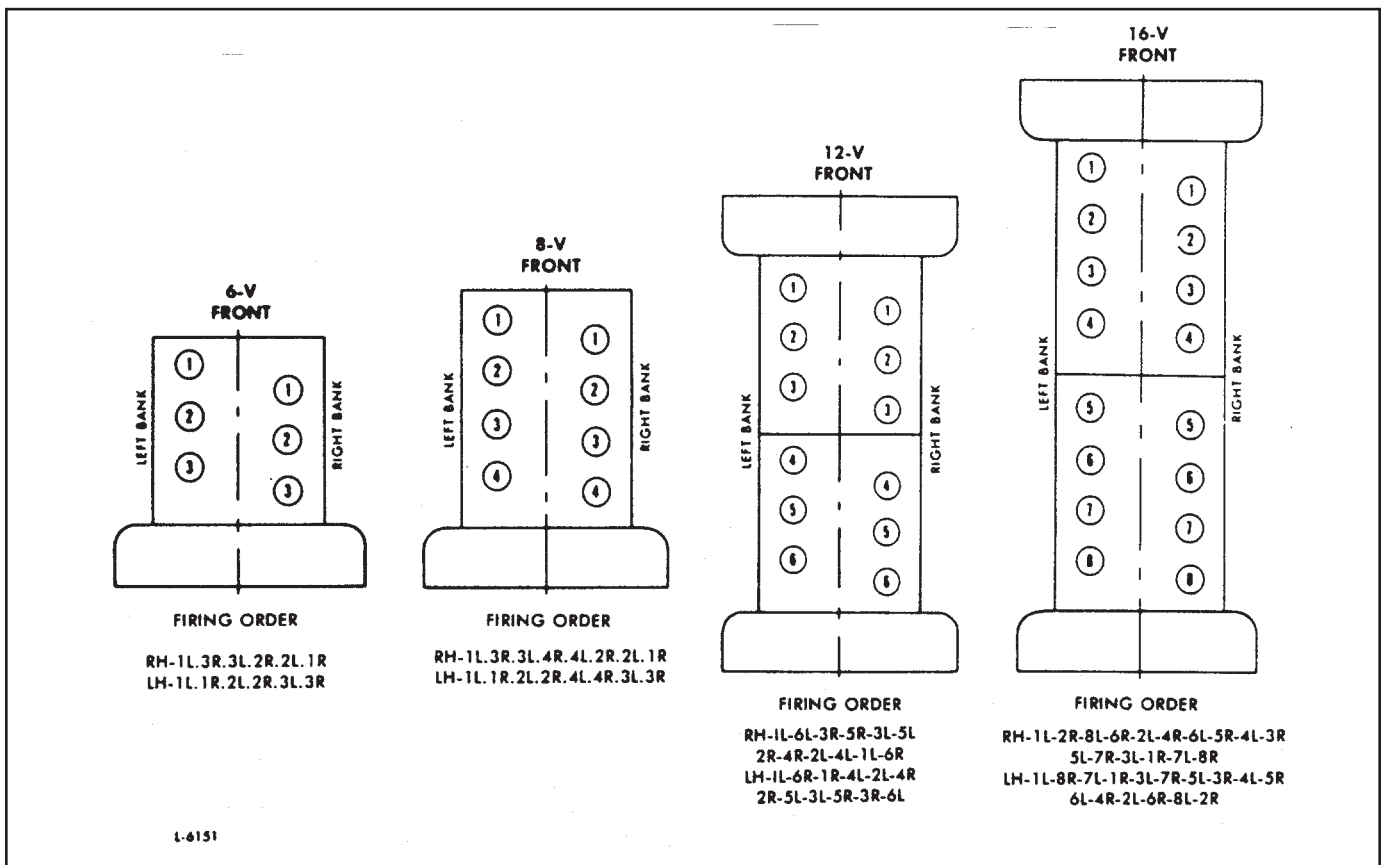 6-V
FRONT
LEFT BANK
1
2
3
1
2
3
RIGHT BANK
FIRING ORDER
RH-1L.3R.3L.2R.2L.1R
LH-1L.1R.2L.2R.3L.3R
8-V
FRONT
LEFT BANK
1
2
3
4
1
2
3
4
RIGHT BANK
FIRING ORDER
RH-1L.3R.3L.4R.4L.2R.2L.1R
LH-1L.1R.2L.2R.4L.4R.3L.3R
12-V
FRONT
LEFT BANK
1
2
3
4
5
6
1
2
3
4
5
6
RIGHT BANK
FIRING ORDER
RH-IL-6L-3R-5R-3L-5L
2R-4R-2L-4L-1L-6R
LH-IL-6R-1R-4L-2L-4R
2R-5L-3L-5R-3R-6L
16-V
FRONT
LEFT BANK
1
2
3
4
5
6
7
8
1
2
3
4
5
6
7
8
RIGHT BANK
FIRING ORDER
RH-1L-2R-8L-6R-2L-4R-6L-5R-4L-3R
5L-7R-3L-1R-7L-8R
LH-1L-8R-7L-1R-3L-7R-5L-3R-4L-5R
6L-4R-2L-6R-8L-2R
L-6151